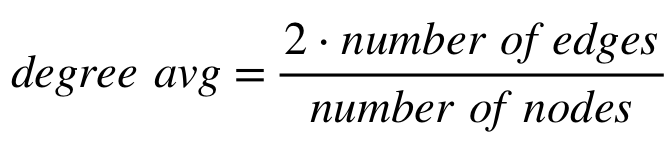 degree avg = 2 · number of edges
number of nodes